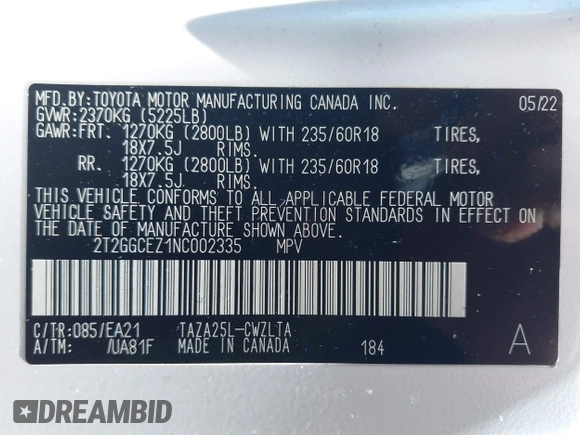 MFD.BY:TOYOTA MOTOR MANUFACTURING CANADA INC. 05/22
GVWR:2370KG (5225LB)
GAWR:FRT. 1270KG (2800LB) WITH 235/60R18 TIRES,
18X7.5J RIMS.
RR. 1270KG (2800LB) WITH 235/60R18 TIRES,
18X7.5J RIMS.
THIS VEHICLE CONFORMS TO ALL APPLICABLE FEDERAL MOTOR
VEHICLE SAFETY AND THEFT PREVENTION STANDARDS IN EFFECT ON
THE DATE OF MANUFACTURE SHOWN ABOVE.
2T2GGCEZ1NC002335 MPV
C/TR:085/EA21 TAZA25L-CWZLTA
A/TM: /UA81F MADE IN CANADA 184 A
DREAMBID